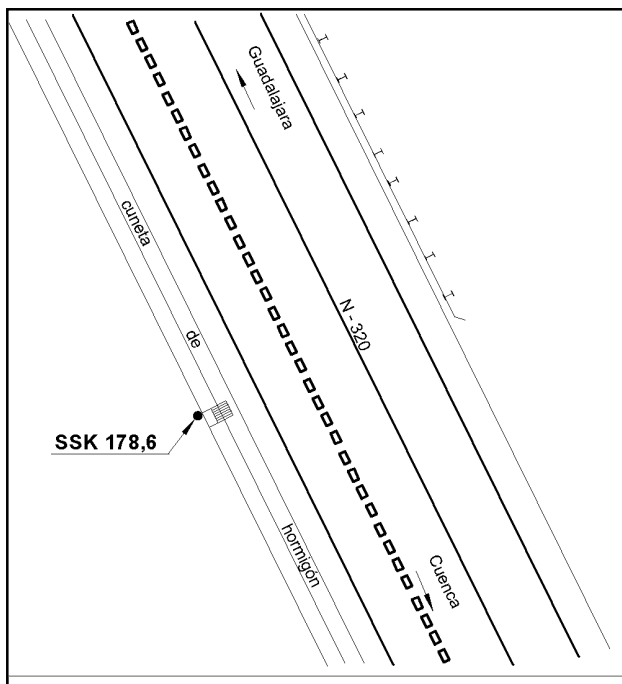 Guadalajara
cuneta
de
hormigón
N - 320
SSK 178,6
Cuenca